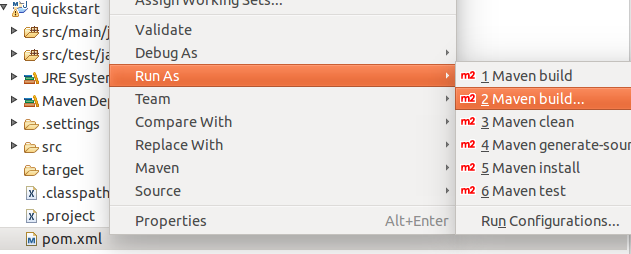 quickstart
src/main/j
src/test/ja
JRE System
Maven Dep
.settings
src
target
.classpath
.project
pom.xml
Assign Working Sets...
Validate
Debug As
Run As
Team
Compare With
Replace With
Maven
Source
Properties Alt+Enter
m2 1 Maven build
m2 2 Maven build...
m2 3 Maven clean
m2 4 Maven generate-sour
m2 5 Maven install
m2 6 Maven test
Run Configurations...